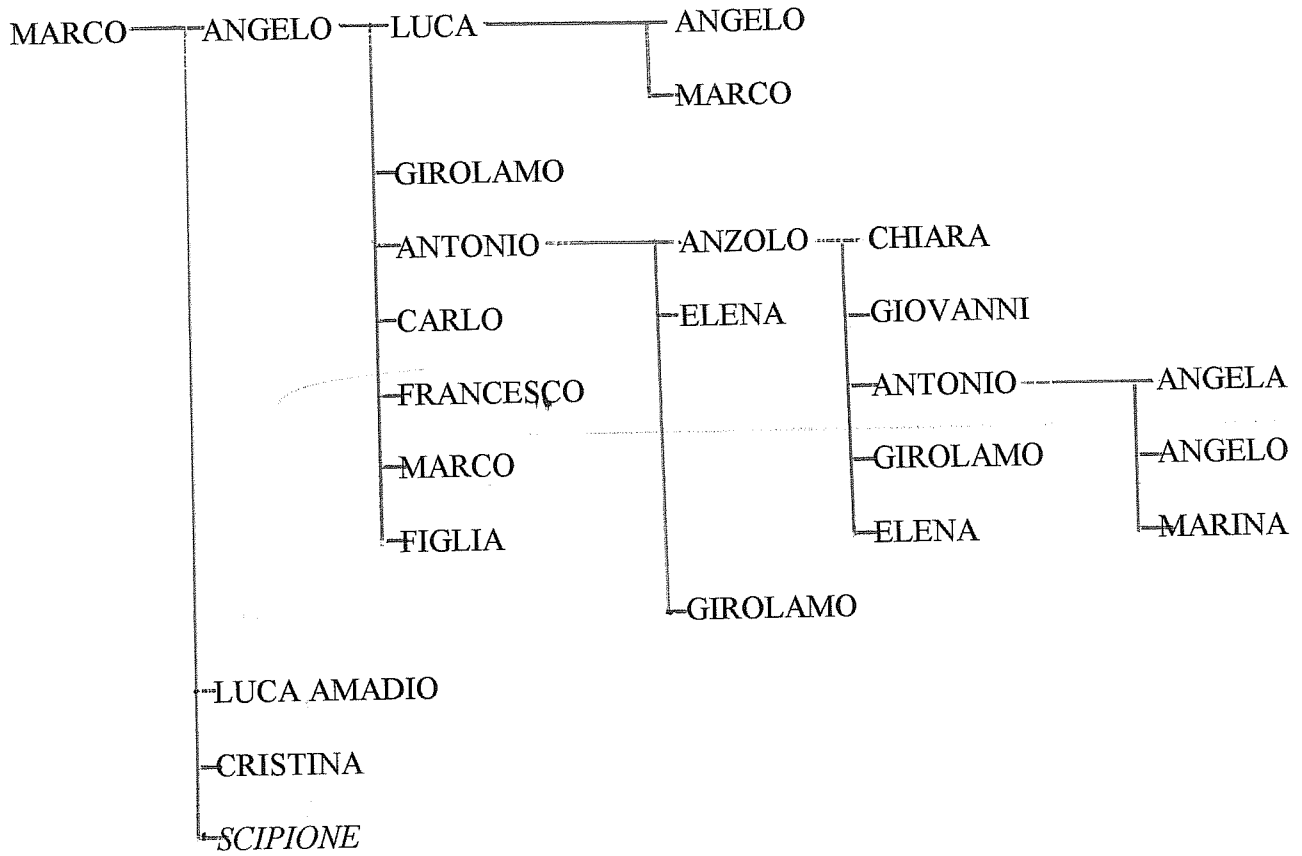 MARCO ANGELO LUCA ANGELO
MARCO
GIROLAMO
ANTONIO ANZOLO CHIARA
CARLO ELENA GIOVANNI
FRANCESCO ANTONIO ANGELA
MARCO GIROLAMO ANGELO
FIGLIA ELENA MARINA
GIROLAMO
LUCA AMADIO
CRISTINA
SCIPIONE